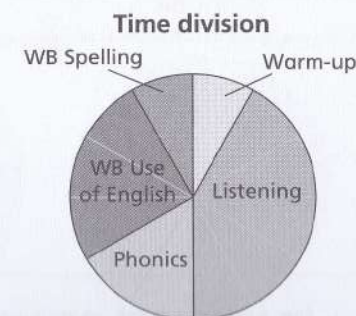 Time division
WB Spelling
Warm-up
WB Use
of English
Listening
Phonics